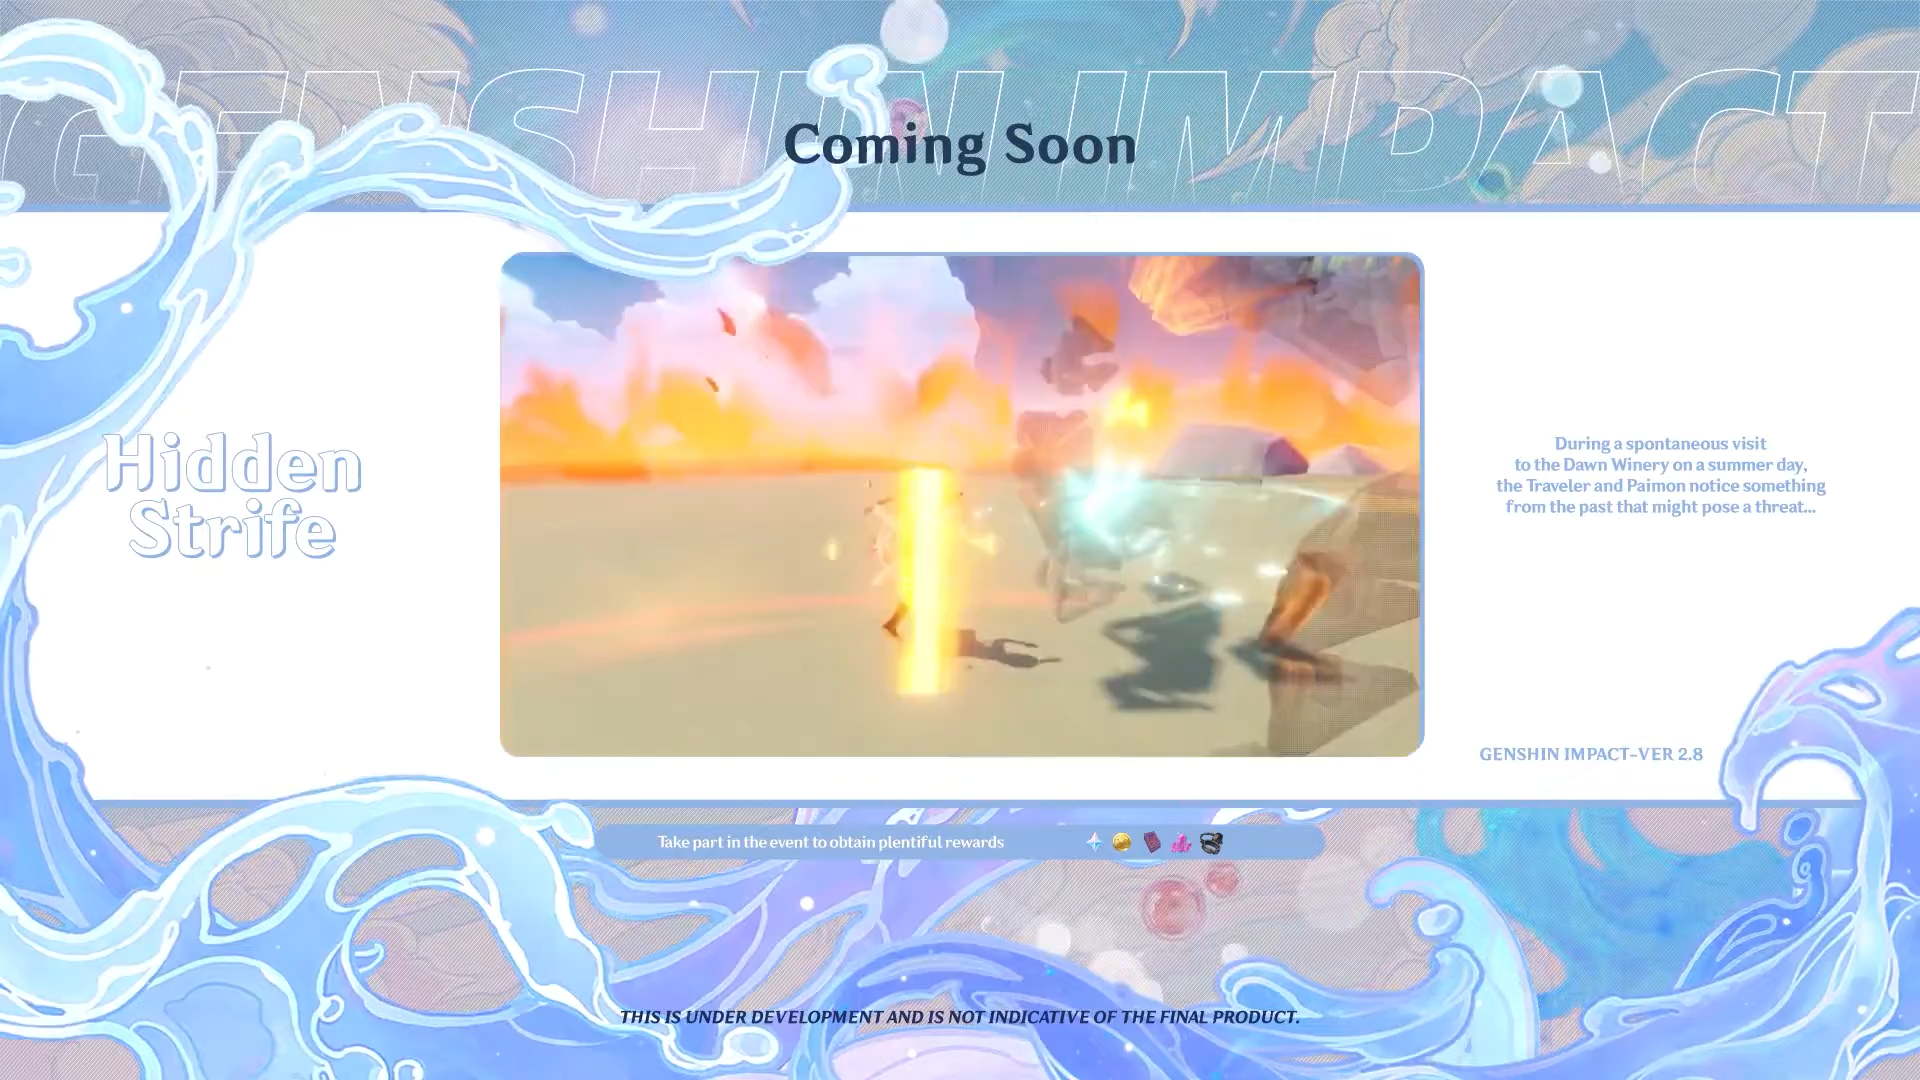 GENSHIN IMPACT
Coming Soon
Hidden
Strife
During a spontaneous visit
to the Dawn Winery on a summer day,
the Traveler and Paimon notice something
from the past that might pose a threat...
GENSHIN IMPACT-VER 2.8
Take part in the event to obtain plentiful rewards
THIS IS UNDER DEVELOPMENT AND IS NOT INDICATIVE OF THE FINAL PRODUCT.